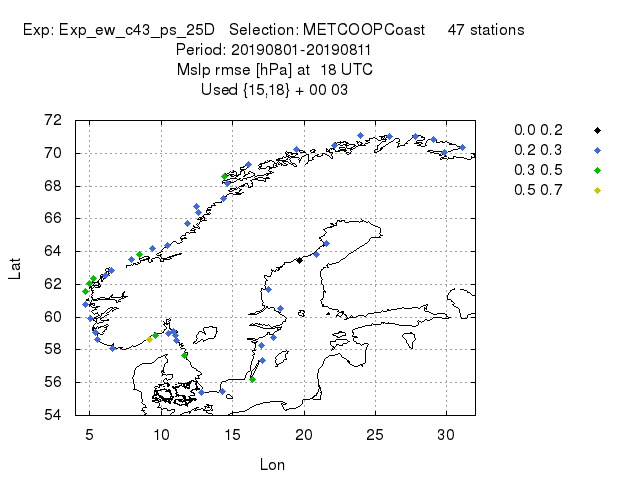 Exp: Exp_ew_c43_ps_25D   Selection: METCOOPCoast     47 stations
Period: 20190801-20190811
Mslp rmse [hPa] at  18 UTC
Used {15,18} + 00 03
0.0 0.2
0.2 0.3
0.3 0.5
0.5 0.7
72
70
68
66
64
62
60
58
56
54
Lat
5 10 15 20 25 30
Lon